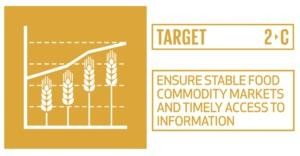 TARGET 2·C
ENSURE STABLE FOOD
COMMODITY MARKETS
AND TIMELY ACCESS TO
INFORMATION